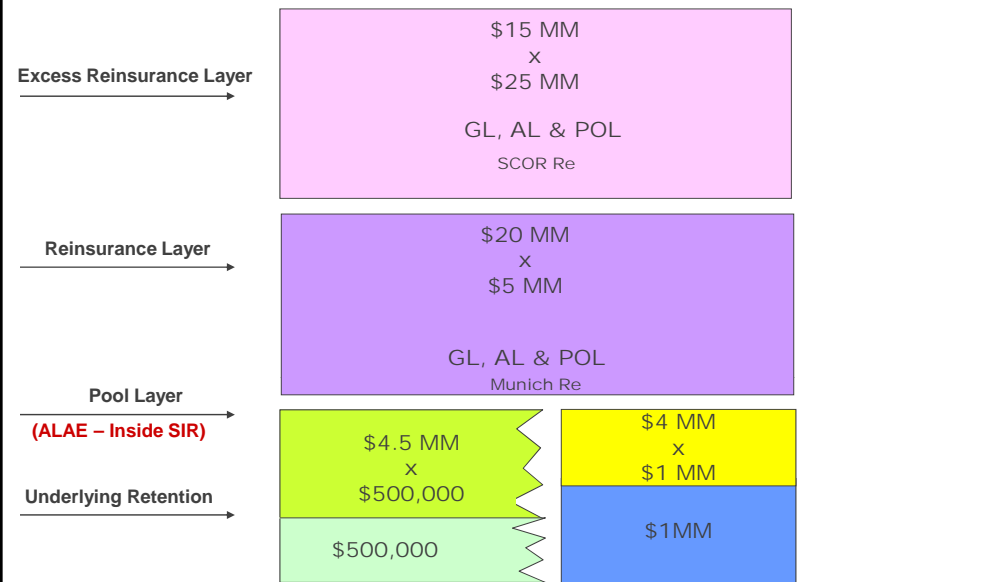 Excess Reinsurance Layer
$15 MM
x
$25 MM
GL, AL & POL
SCOR Re
Reinsurance Layer
$20 MM
x
$5 MM
GL, AL & POL
Munich Re
Pool Layer
(ALAE – Inside SIR)
$4.5 MM
x
$500,000
$4 MM
x
$1 MM
Underlying Retention
$500,000
$1MM